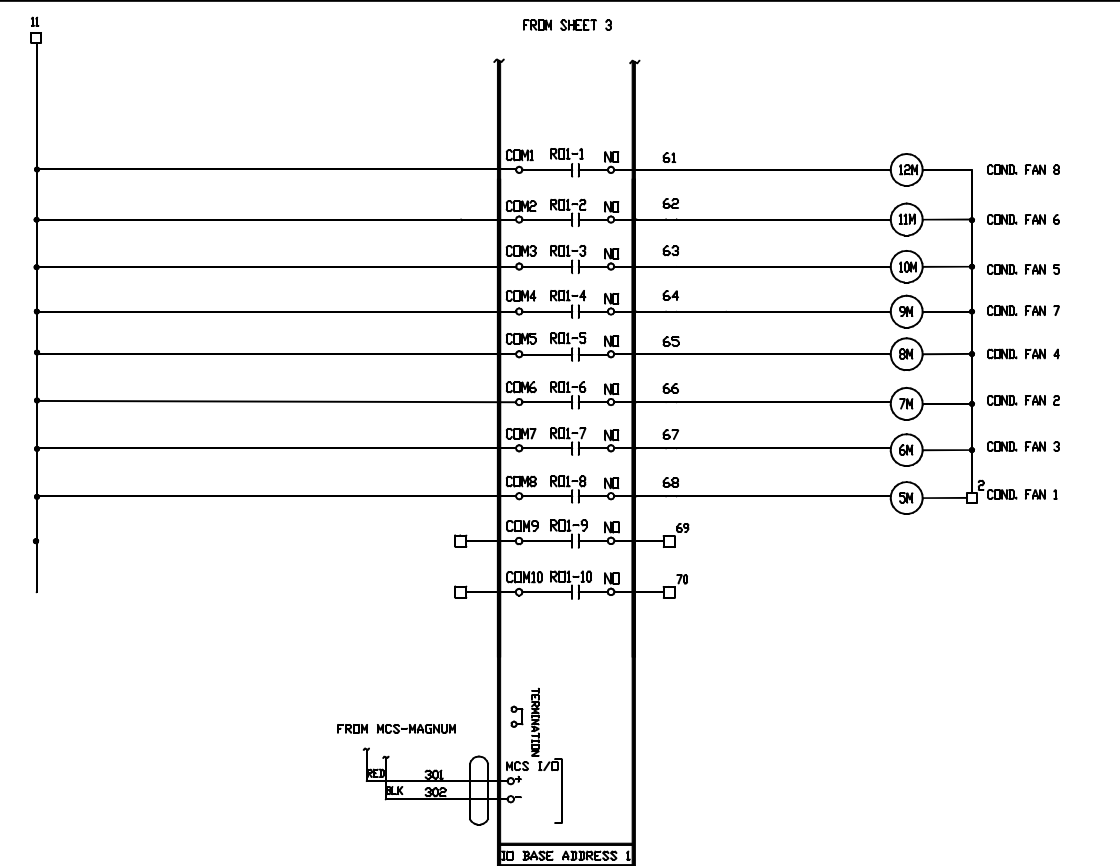 11
FROM SHEET 3
COM1 RO1-1 NO 61 12M COND. FAN 8
COM2 RO1-2 NO 62 11M COND. FAN 6
COM3 RO1-3 NO 63 10M COND. FAN 5
COM4 RO1-4 NO 64 9M COND. FAN 7
COM5 RO1-5 NO 65 8M COND. FAN 4
COM6 RO1-6 NO 66 7M COND. FAN 2
COM7 RO1-7 NO 67 6M COND. FAN 3
COM8 RO1-8 NO 68 5M 2 COND. FAN 1
COM9 RO1-9 NO 69
COM10 RO1-10 NO 70
TERMINATION
FROM MCS-MAGNUM
MCS I/O
RED 301 +
BLK 302 -
IO BASE ADDRESS 1